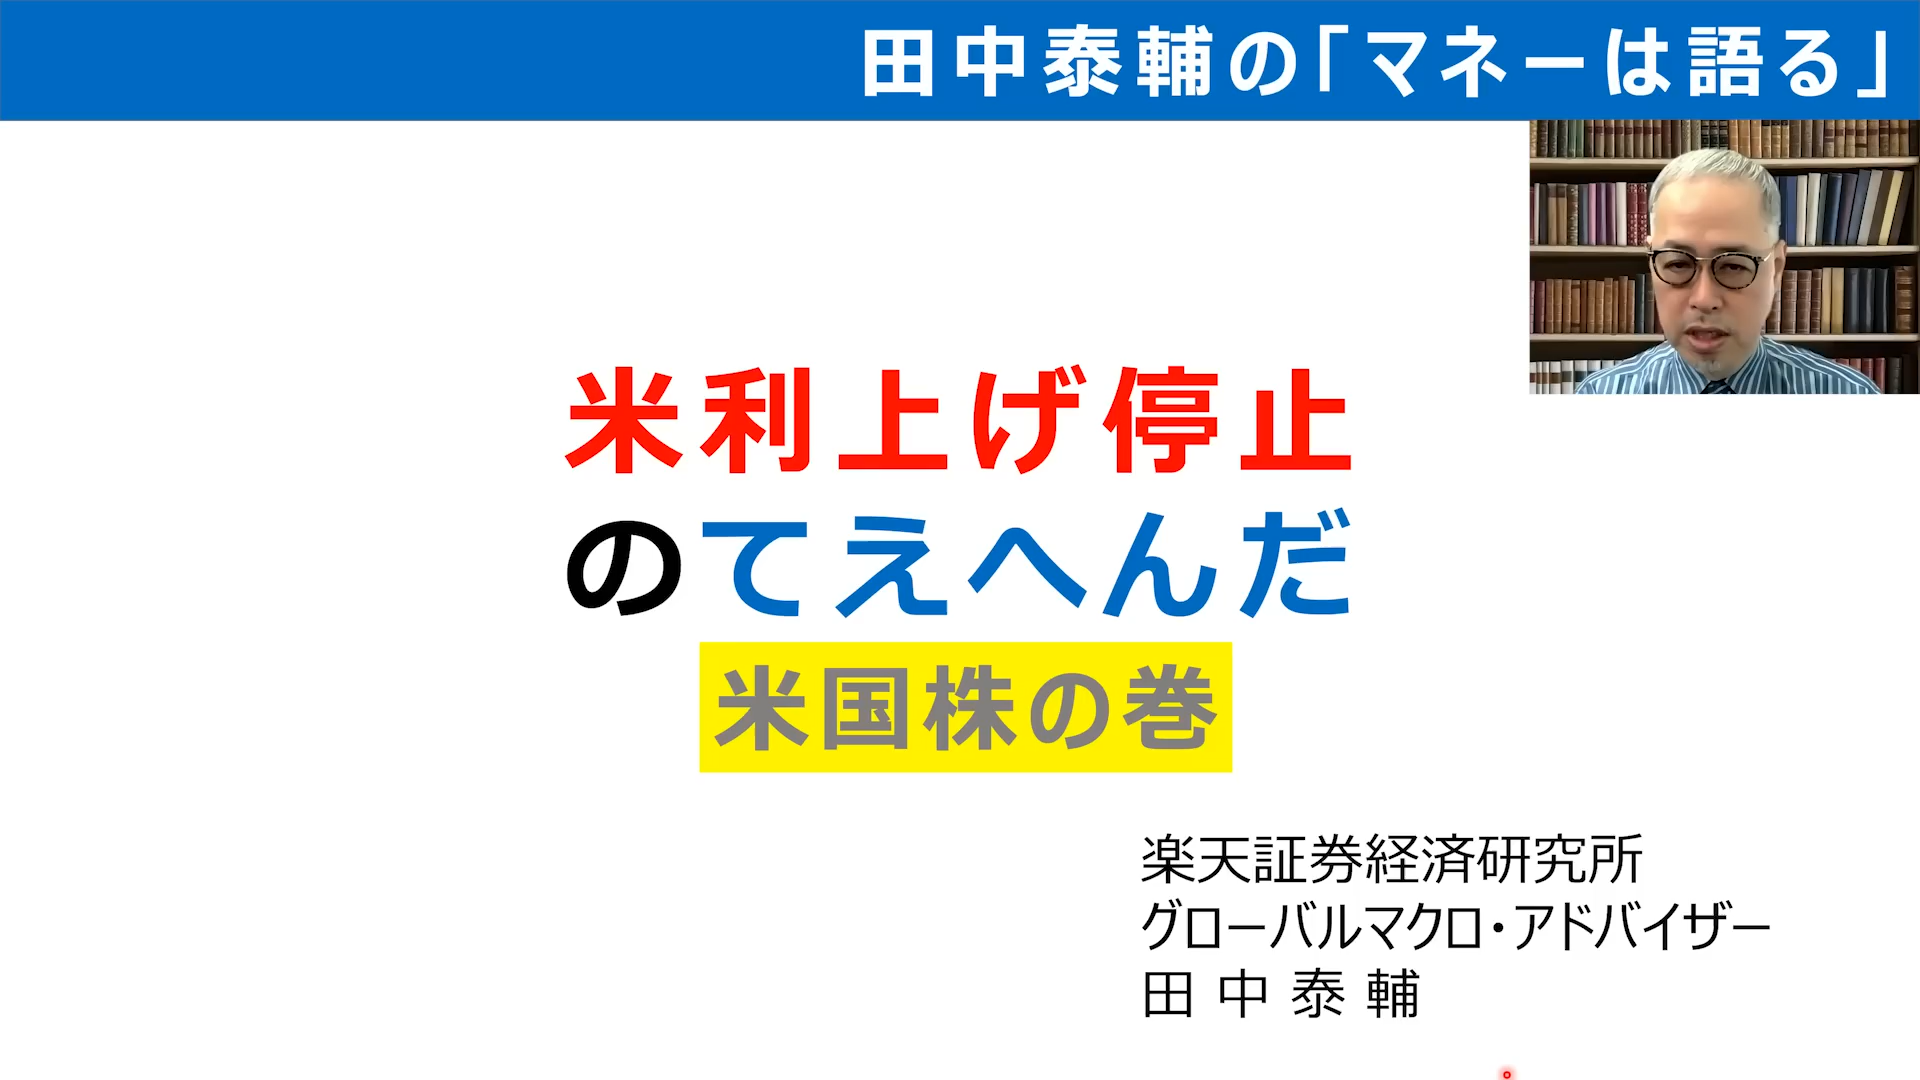 田中泰輔の「マネーは語る」
米利上げ停止
のてえへんだ
米国株の巻
楽天証券経済研究所
グローバルマクロ・アドバイザー
田中泰輔